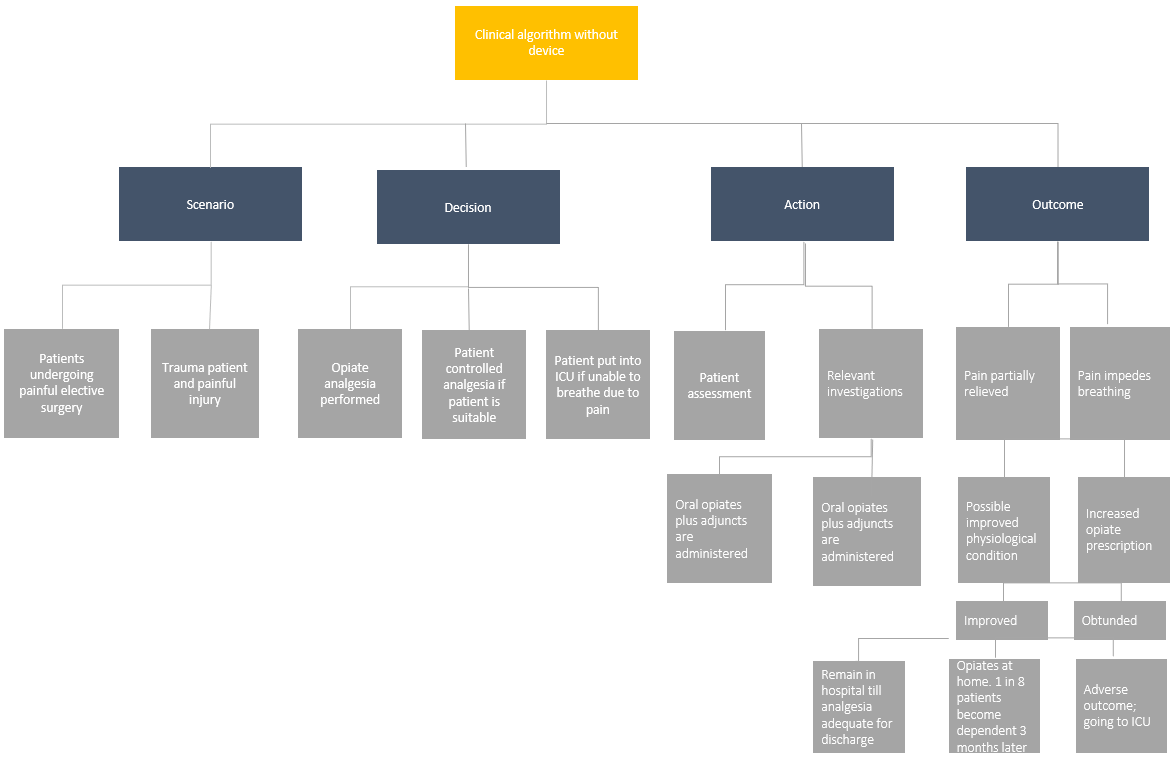 Clinical algorithm without
device
Scenario
Decision
Action
Outcome
Patients
undergoing
painful elective
surgery
Trauma patient
and painful
injury
Opiate
analgesia
performed
Patient
controlled
analgesia if
patient is
suitable
Patient put into
ICU if unable to
breathe due to
pain
Patient
assessment
Relevant
investigations
Pain partially
relieved
Pain impedes
breathing
Oral opiates
plus adjuncts
are
administered
Oral opiates
plus adjuncts
are
administered
Possible
improved
physiological
condition
Increased
opiate
prescription
Improved
Obtunded
Remain in
hospital till
analgesia
adequate for
discharge
Opiates at
home. 1 in 8
patients
become
dependent 3
months later
Adverse
outcome;
going to ICU